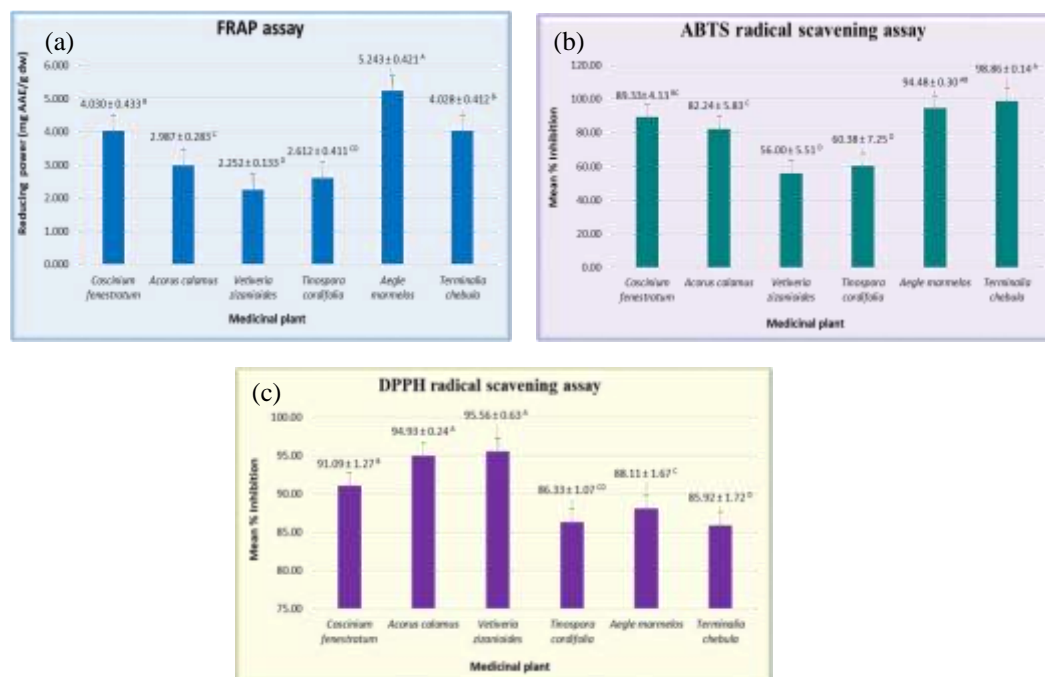 (a)
FRAP assay
Reducing power (mg AAE/g dw)
6.000
5.000
4.000
3.000
2.000
1.000
0.000
4.030 ± 0.433 B
2.987 ± 0.283 C
2.252 ± 0.133 D
2.612 ± 0.411 CD
5.243 ± 0.421 A
4.028 ± 0.412 B
Coscinium fenestratum
Acorus calamus
Vetiveria zizanioides
Tinospora cordifolia
Aegle marmelos
Terminalia chebula
Medicinal plant
(b)
ABTS radical scavening assay
Mean % Inhibition
120.00
100.00
80.00
60.00
40.00
20.00
0.00
89.33 ± 4.11 BC
82.24 ± 5.83 C
56.00 ± 5.51 D
60.38 ± 7.25 D
94.48 ± 0.30 AB
98.86 ± 0.14 A
Coscinium fenestratum
Acorus calamus
Vetiveria zizanioides
Tinospora cordifolia
Aegle marmelos
Terminalia chebula
Medicinal plant
(c)
DPPH radical scavening assay
Mean % Inhibition
100.00
95.00
90.00
85.00
80.00
75.00
91.09 ± 1.27 B
94.93 ± 0.24 A
95.56 ± 0.63 A
86.33 ± 1.07 CD
88.11 ± 1.67 C
85.92 ± 1.72 D
Coscinium fenestratum
Acorus calamus
Vetiveria zizanioides
Tinospora cordifolia
Aegle marmelos
Terminalia chebula
Medicinal plant